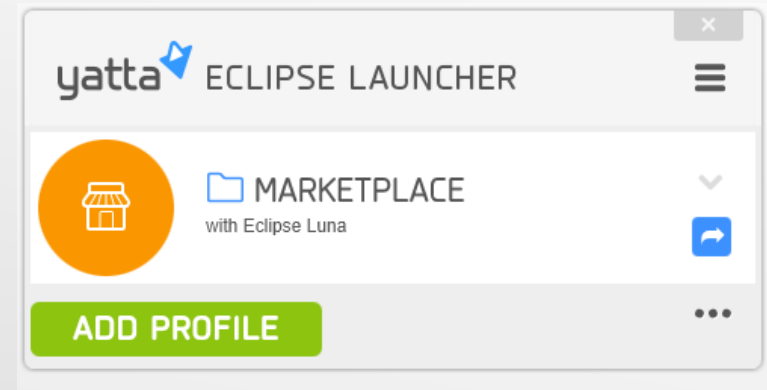 yatta ECLIPSE LAUNCHER
MARKETPLACE
with Eclipse Luna
ADD PROFILE